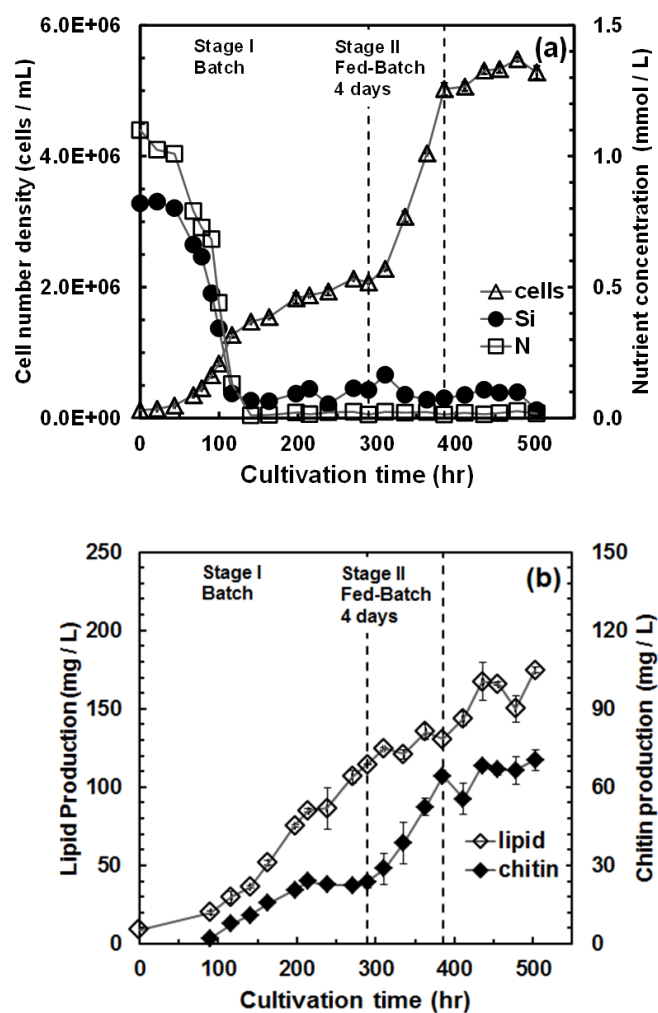 6.0E+06
4.0E+06
2.0E+06
0.0E+00
Cell number density (cells / mL)
Stage I
Batch
Stage II
Fed-Batch
4 days
(a)
cells
Si
N
1.5
1.0
0.5
0.0
Nutrient concentration (mmol / L)
0 100 200 300 400 500
Cultivation time (hr)
250
200
150
100
50
0
Lipid Production (mg / L)
Stage I
Batch
Stage II
Fed-Batch
4 days
(b)
lipid
chitin
150
120
90
60
30
0
Chitin production (mg / L)
0 100 200 300 400 500
Cultivation time (hr)